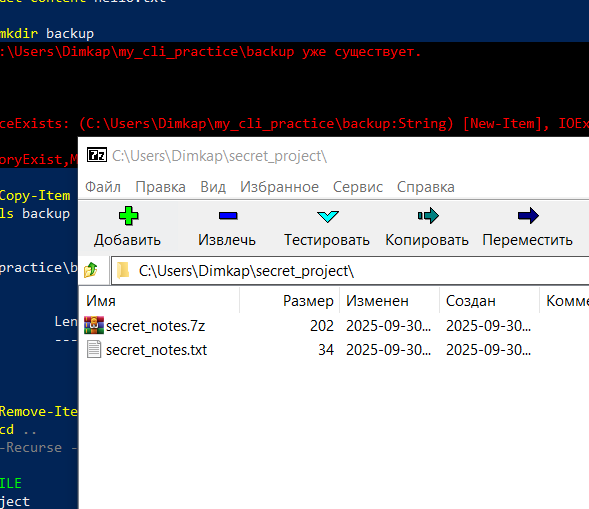 hello.txt
mkdir backup
:\Users\Dimkap\my_cli_practice\backup уже существует.
ceExists: (C:\Users\Dimkap\my_cli_practice\backup:String) [New-Item], IOEx
oryExist,M
7z C:\Users\Dimkap\secret_project\
Файл Правка Вид Избранное Сервис Справка
Copy-Item
ls backup
Добавить Извлечь Тестировать Копировать Переместить
practice\b
C:\Users\Dimkap\secret_project\
Имя Размер Изменен Создан Комме
Len
secret_notes.7z 202 2025-09-30... 2025-09-30...
---
secret_notes.txt 34 2025-09-30... 2025-09-30...
Remove-Ite
cd ..
-Recurse -
ILE
ject